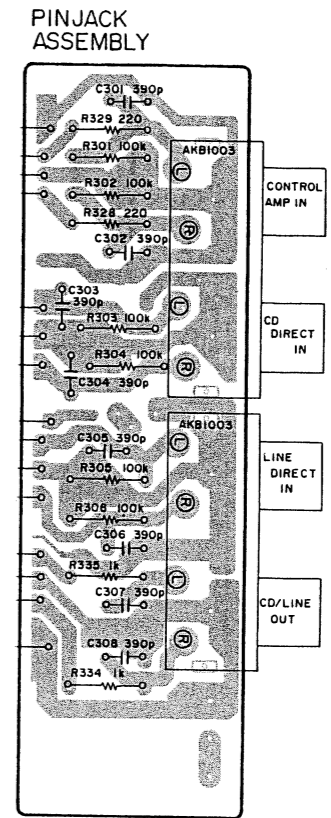 PINJACK
ASSEMBLY
C301 390p
R329 220
R301 100k
AKB1003
R302 100k
L
CONTROL
AMP IN
R328 220
R
C302 390p
C303
390p
L
R303 100k
CD
DIRECT
IN
R304 100k
R
C304 390p
AKB1003
C305 390p
L
LINE
DIRECT
IN
R305 100k
R
R306 100k
C306 390p
R335 1k
L
C307 390p
CD/LINE
OUT
C308 390p
R
R334 1k